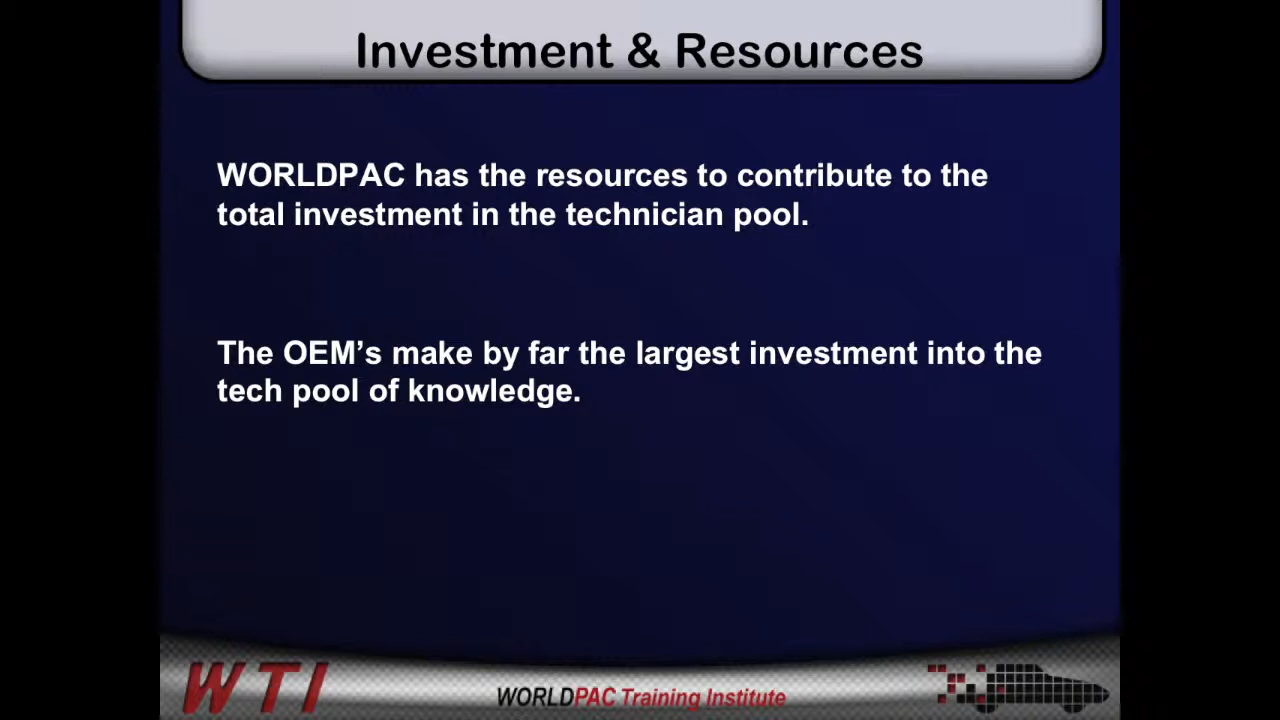 Investment & Resources
WORLDPAC has the resources to contribute to the
total investment in the technician pool.
The OEM’s make by far the largest investment into the
tech pool of knowledge.
WTI
WORLDPAC Training Institute